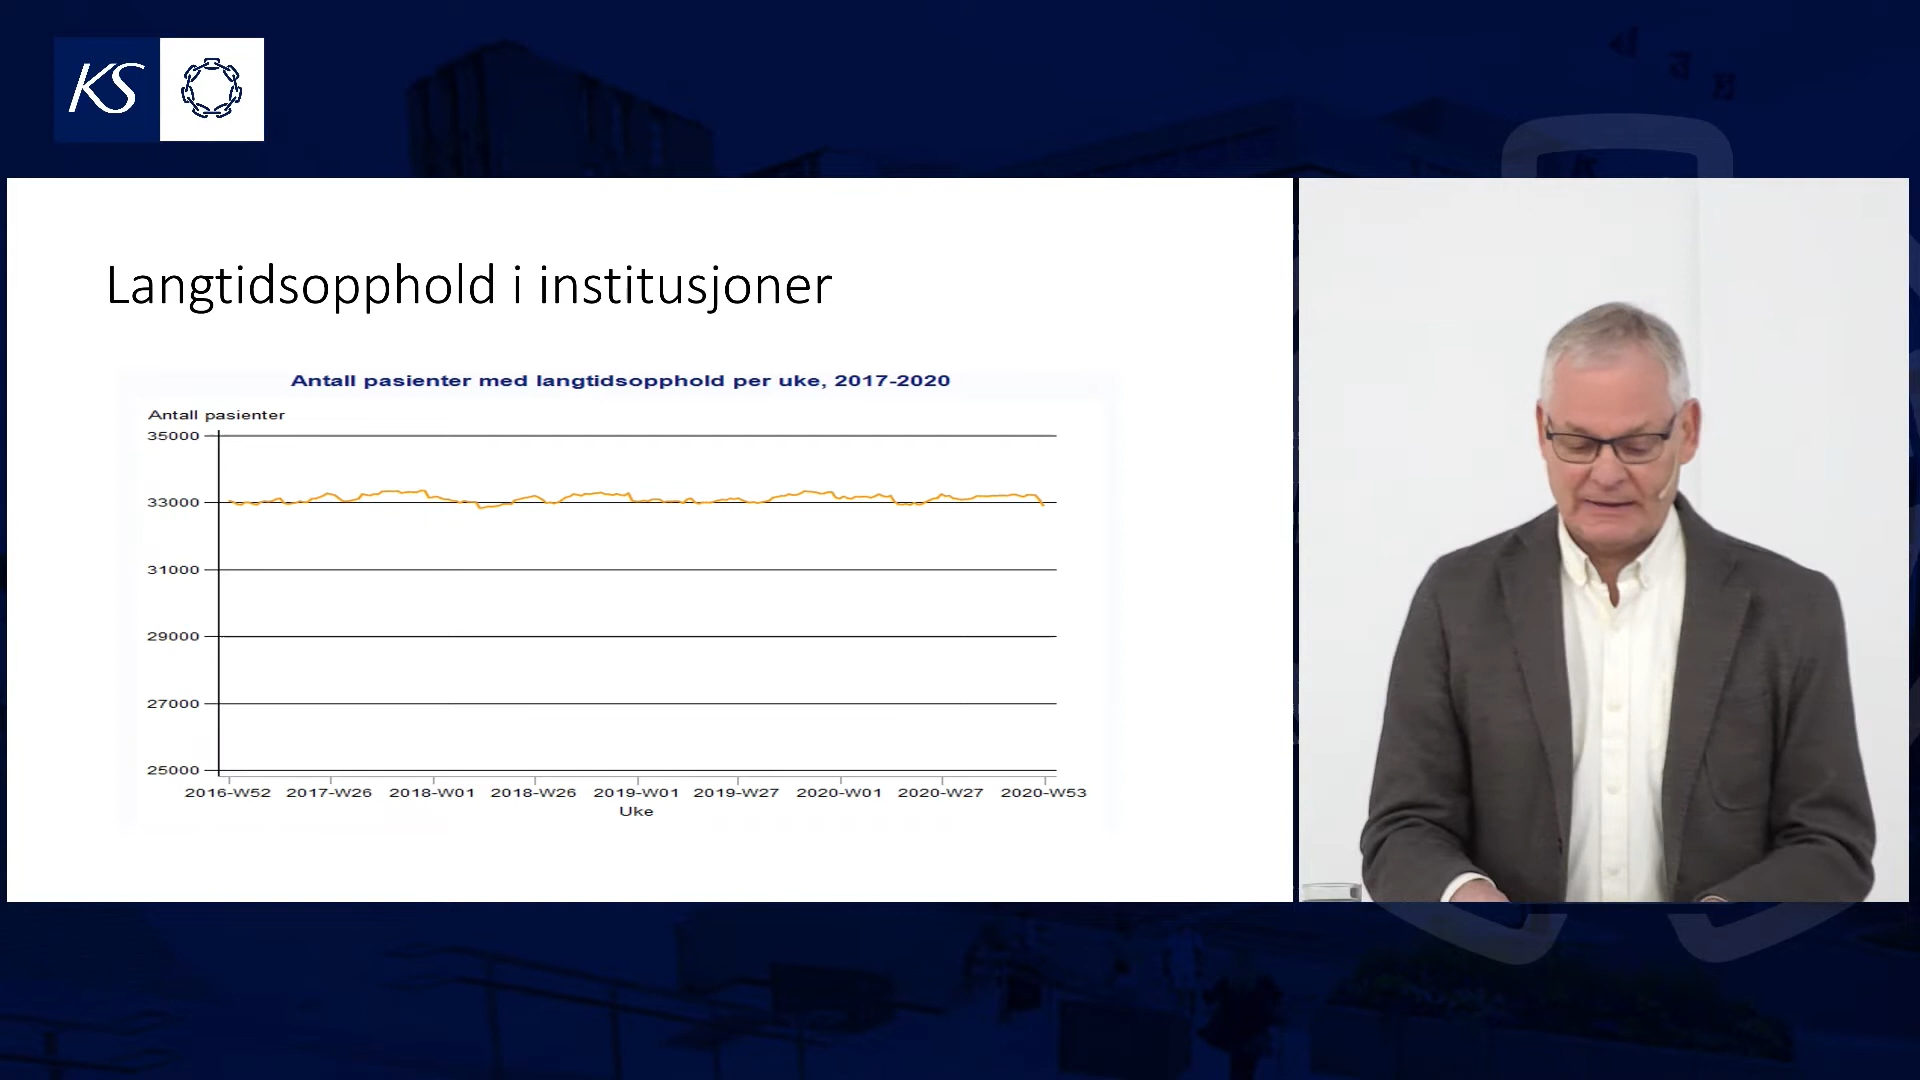 KS
Langtidsopphold i institusjoner
Antall pasienter med langtidsopphold per uke, 2017-2020
Antall pasienter
35000
33000
31000
29000
27000
25000
2016-W52 2017-W26 2018-W01 2018-W26 2019-W01 2019-W27 2020-W01 2020-W27 2020-W53
Uke